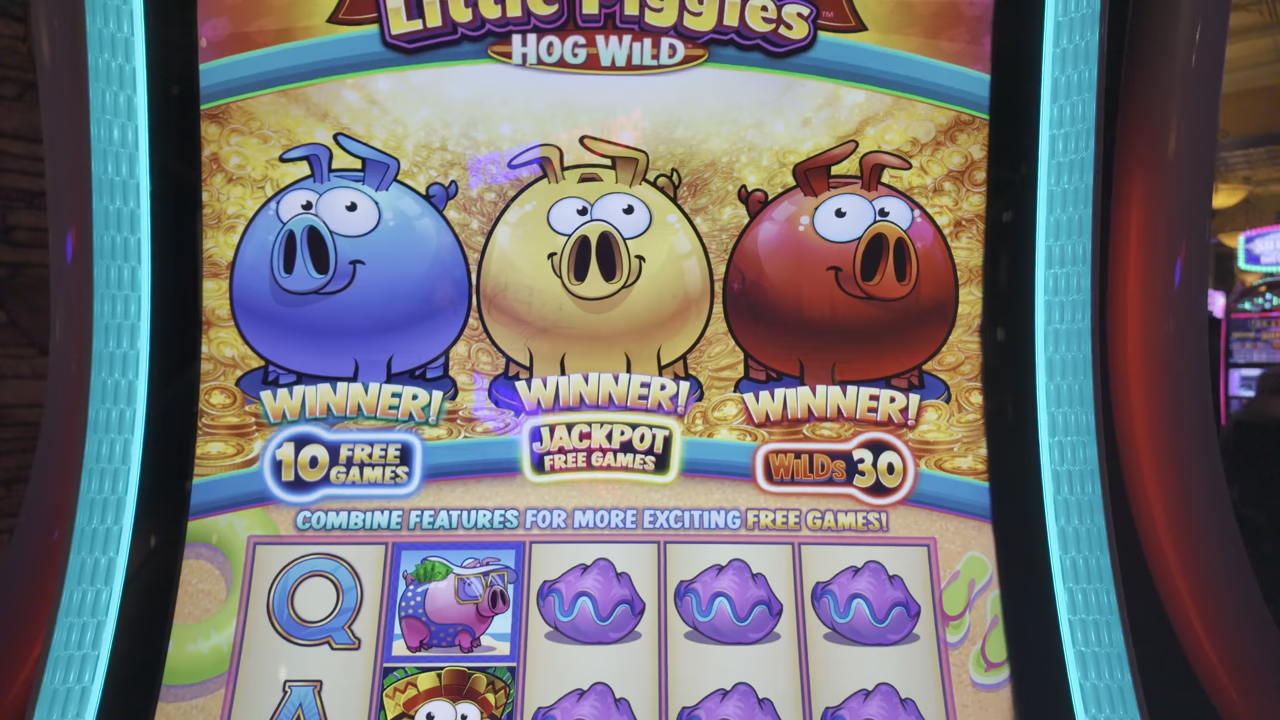 Little Piggies™
HOG WILD
WINNER!
10 FREE GAMES
WINNER!
JACKPOT
FREE GAMES
WINNER!
WILDS 30
COMBINE FEATURES FOR MORE EXCITING FREE GAMES!
Q
A